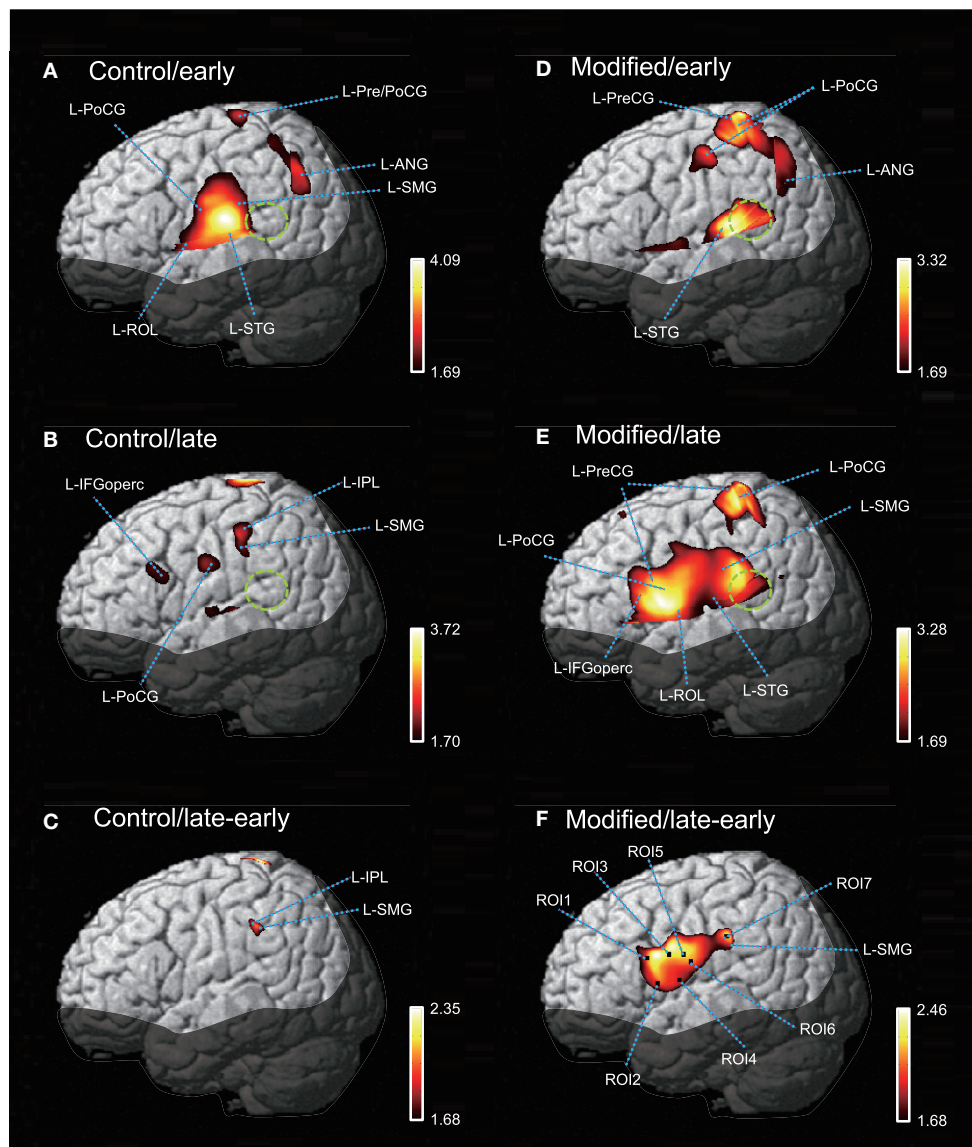 A Control/early
L-Pre/PoCG
L-PoCG
L-ANG
L-SMG
L-ROL
L-STG
4.09
1.69
D Modified/early
L-PoCG
L-PreCG
L-ANG
L-STG
3.32
1.69
B Control/late
L-IFGoperc
L-IPL
L-SMG
L-PoCG
3.72
1.70
E Modified/late
L-PreCG
L-PoCG
L-SMG
L-PoCG
L-IFGoperc
L-ROL
L-STG
3.28
1.69
C Control/late-early
L-IPL
L-SMG
2.35
1.68
F Modified/late-early
ROI5
ROI3
ROI7
ROI1
L-SMG
ROI6
ROI4
ROI2
2.46
1.68